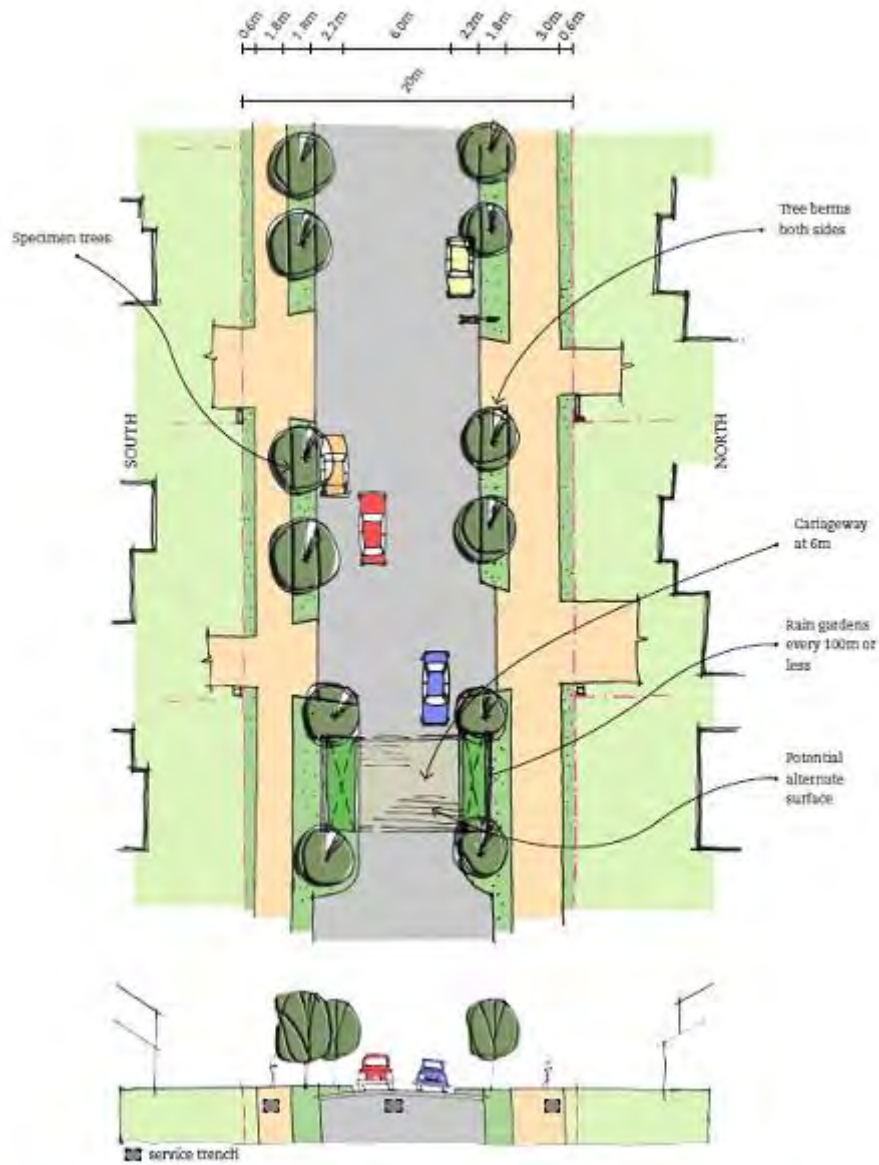 0.6m
1.8m
1.8m
2.2m
6.0m
2.2m
1.8m
3.0m
0.6m
20m
Specimen trees
Tree berms
both sides
SOUTH
NORTH
Cariageway
at 6m
Rain gardens
every 100m or
less
Potential
alternate
surface
service trench